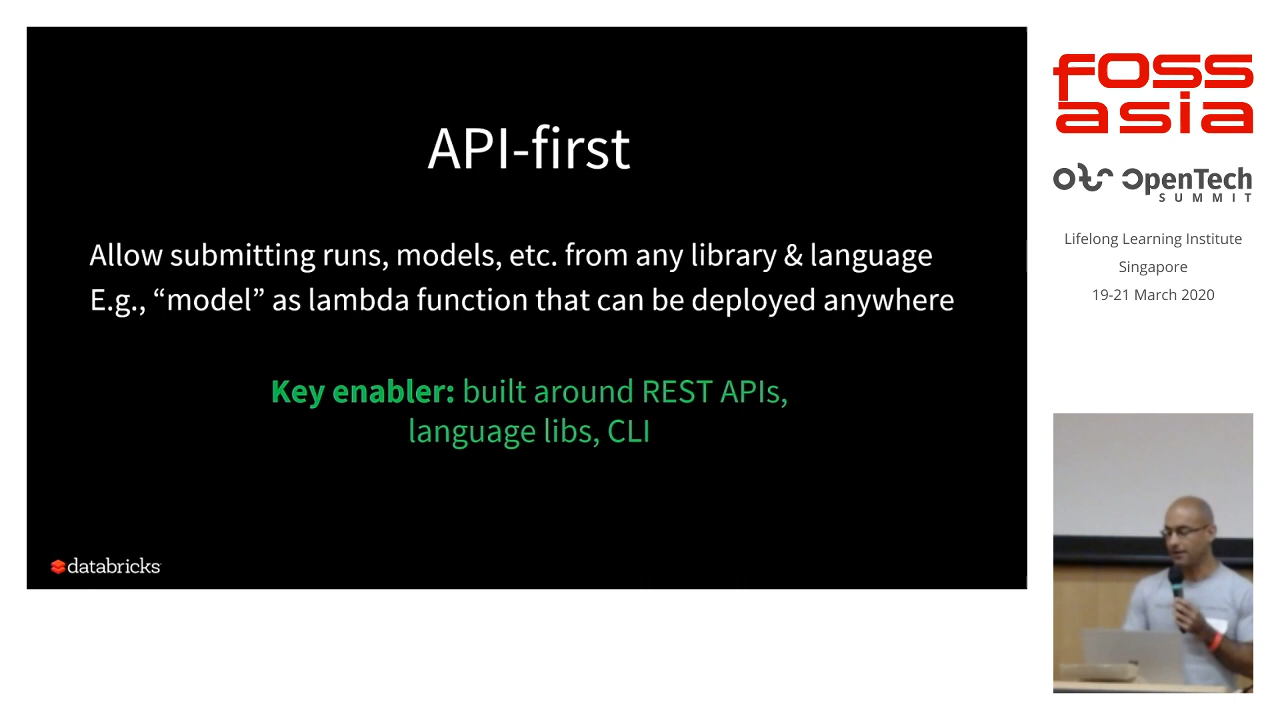 API-first
Allow submitting runs, models, etc. from any library & language
E.g., “model” as lambda function that can be deployed anywhere
Key enabler: built around REST APIs,
language libs, CLI
databricks
foss
asia
OpenTech
SUMMIT
Lifelong Learning Institute
Singapore
19-21 March 2020